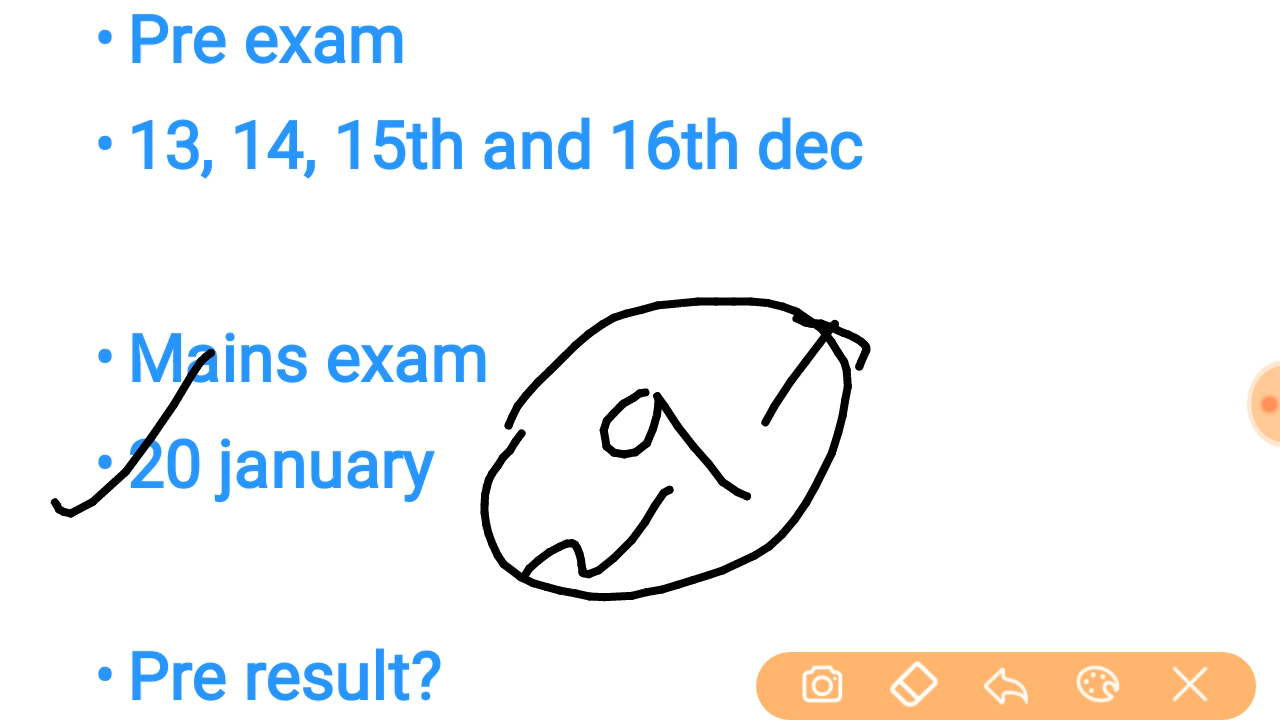 • Pre exam
• 13, 14, 15th and 16th dec
• Mains exam
• 20 january
• Pre result?